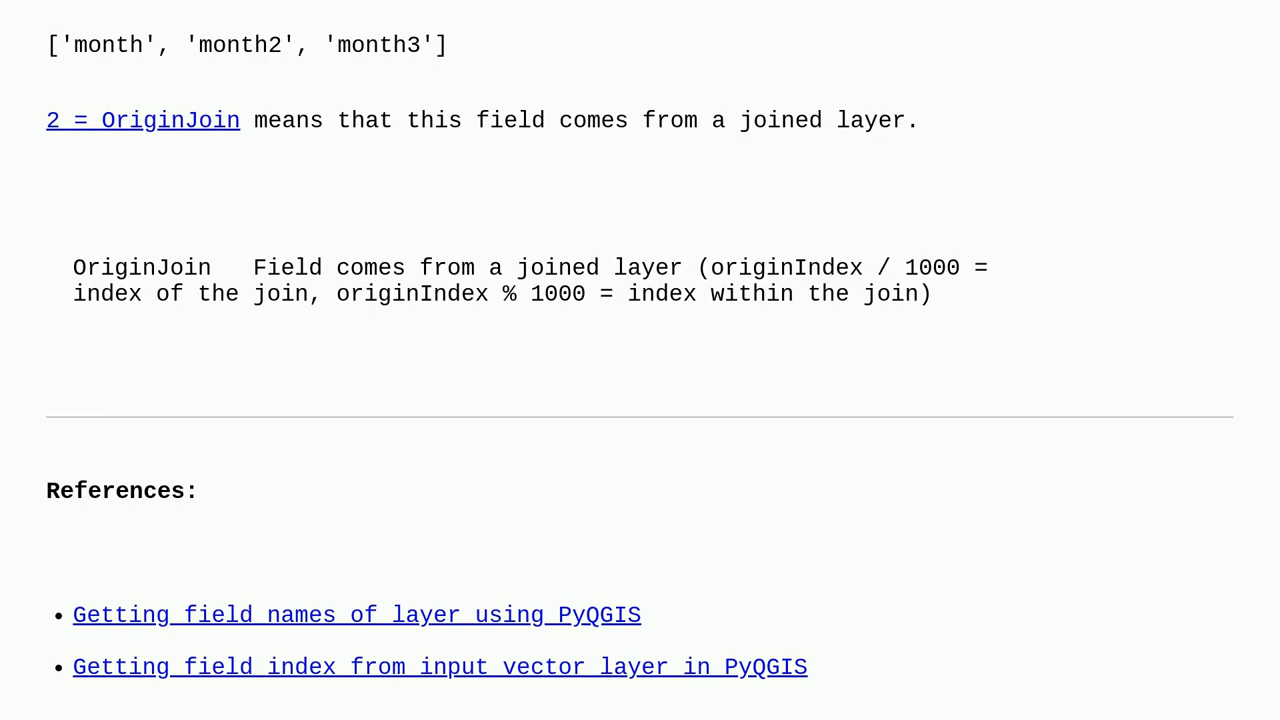 ['month', 'month2', 'month3']
2 = OriginJoin means that this field comes from a joined layer.
OriginJoin   Field comes from a joined layer (originIndex / 1000 =
index of the join, originIndex % 1000 = index within the join)
References:
• Getting field names of layer using PyQGIS
• Getting field index from input vector layer in PyQGIS